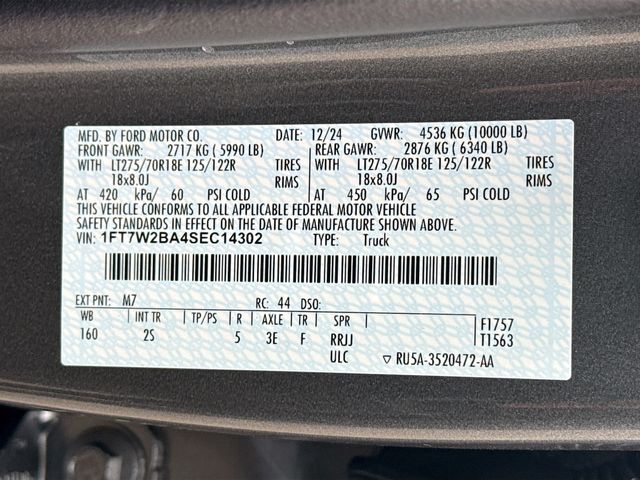 MFD. BY FORD MOTOR CO. DATE: 12/24 GVWR: 4536 KG (10000 LB)
FRONT GAWR: 2717 KG ( 5990 LB) REAR GAWR: 2876 KG ( 6340 LB)
WITH LT275/70R18E 125/122R TIRES WITH LT275/70R18E 125/122R TIRES
18x8.0J RIMS 18x8.0J RIMS
AT 420 kPa/ 60 PSI COLD AT 450 kPa/ 65 PSI COLD
THIS VEHICLE CONFORMS TO ALL APPLICABLE FEDERAL MOTOR VEHICLE
SAFETY STANDARDS IN EFFECT ON THE DATE OF MANUFACTURE SHOWN ABOVE.
VIN: 1FT7W2BA4SEC14302 TYPE: Truck
EXT PNT: M7 RC: 44 DSO:
WB INT TR TP/PS R AXLE TR SPR F1757
160 2S 5 3E F RRJJ T1563
ULC RU5A-3520472-AA